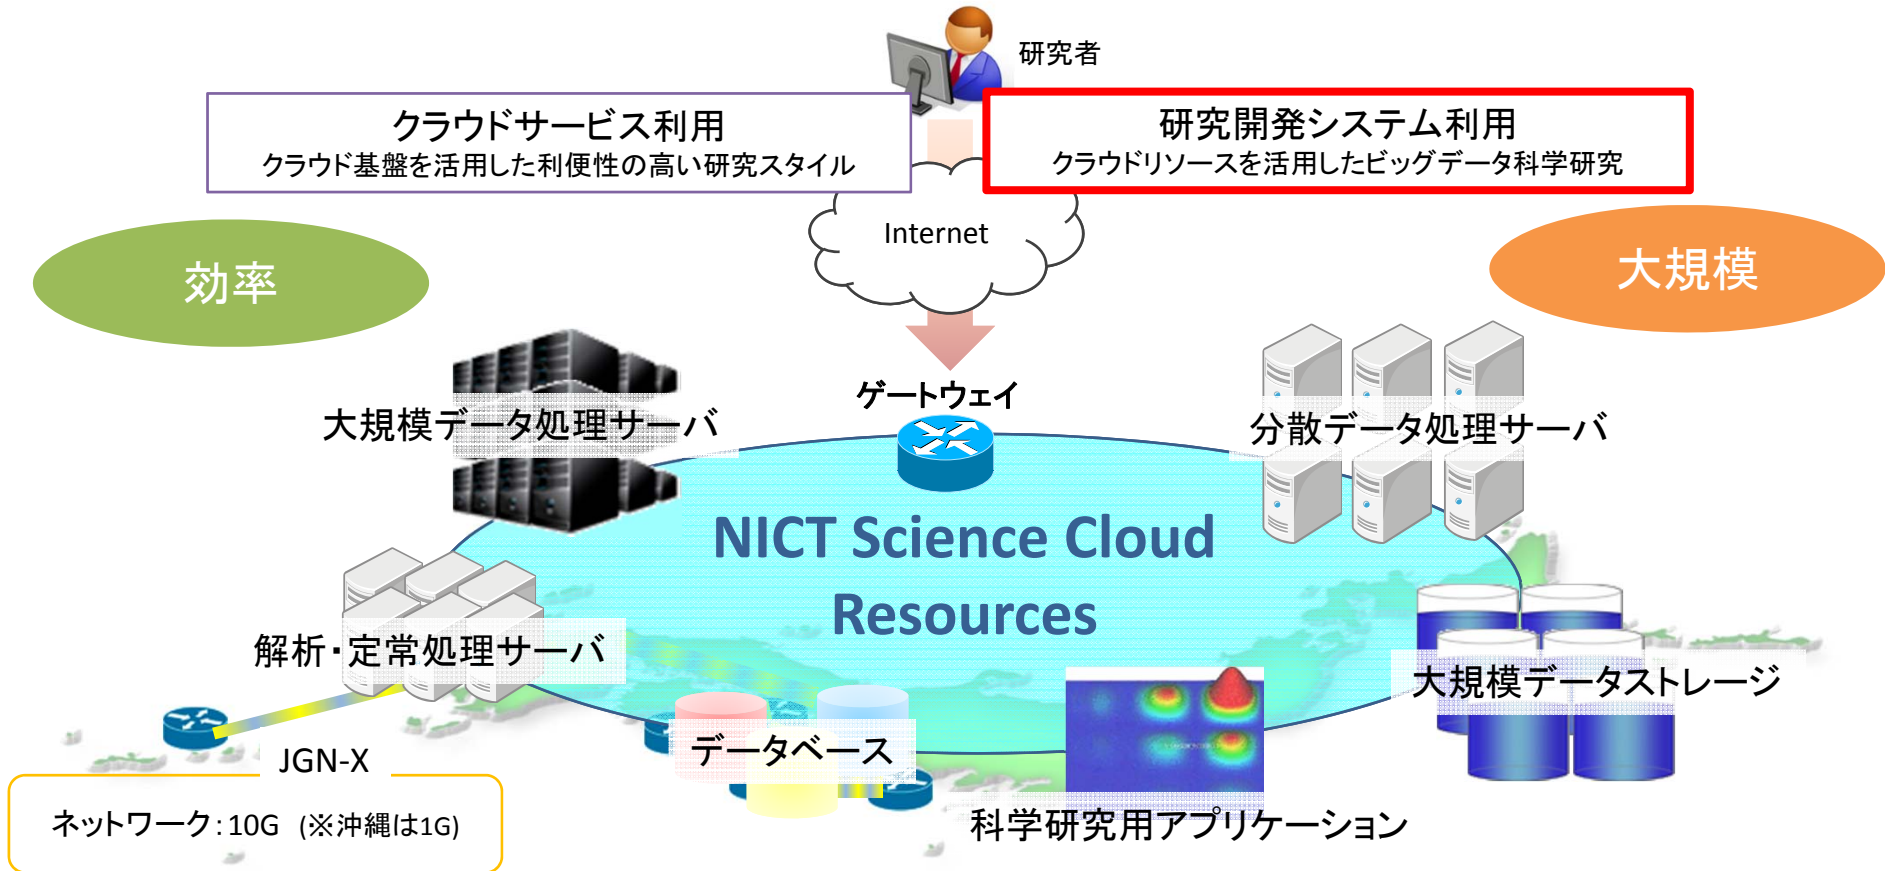 研究者
クラウドサービス利用
クラウド基盤を活用した利便性の高い研究スタイル
研究開発システム利用
クラウドリソースを活用したビッグデータ科学研究
Internet
効率
大規模
ゲートウェイ
大規模データ処理サーバ
分散データ処理サーバ
NICT Science Cloud
Resources
解析・定常処理サーバ
大規模データストレージ
データベース
JGN-X
ネットワーク：10G (※沖縄は1G)
科学研究用アプリケーション